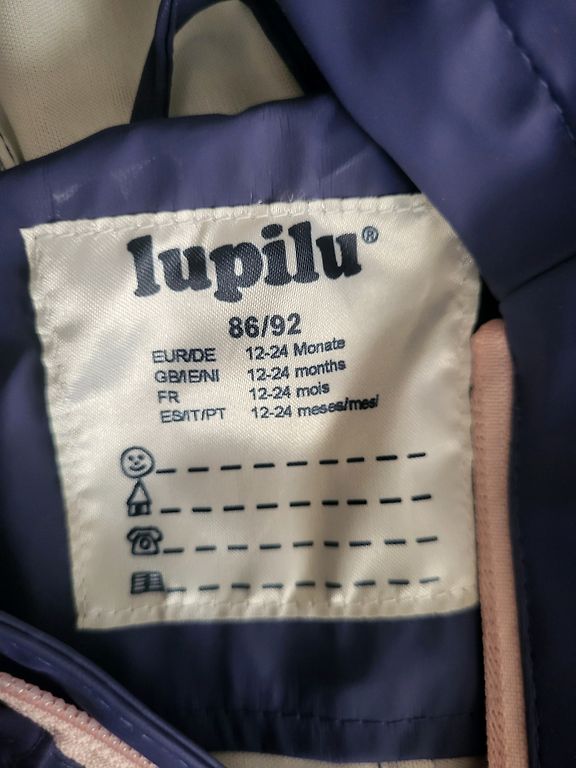 lupilu®
86/92
EUR/DE 12-24 Monate
GB/IE/NI 12-24 months
FR 12-24 mois
ES/IT/PT 12-24 meses/mesi